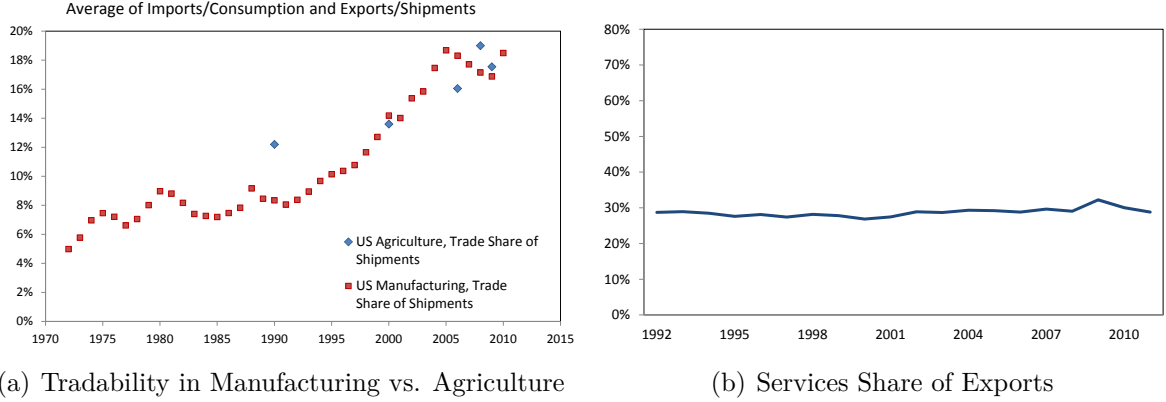 Average of Imports/Consumption and Exports/Shipments
20%
18%
16%
14%
12%
10%
8%
6%
4%
2%
0%
1970 1975 1980 1985 1990 1995 2000 2005 2010 2015
US Agriculture, Trade Share of
Shipments
US Manufacturing, Trade
Share of Shipments
a) Tradability in Manufacturing vs. Agriculture
80%
70%
60%
50%
40%
30%
20%
10%
0%
1992 1995 1998 2001 2004 2007 2010
(b) Services Share of Exports